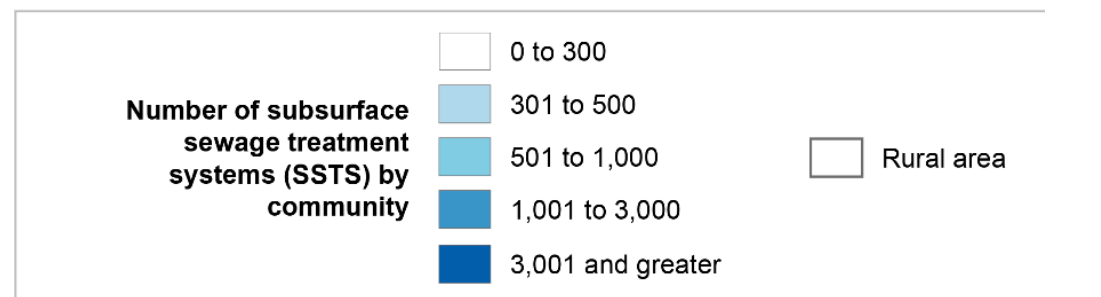 Number of subsurface
sewage treatment
systems (SSTS) by
community
0 to 300
301 to 500
501 to 1,000
1,001 to 3,000
3,001 and greater
Rural area